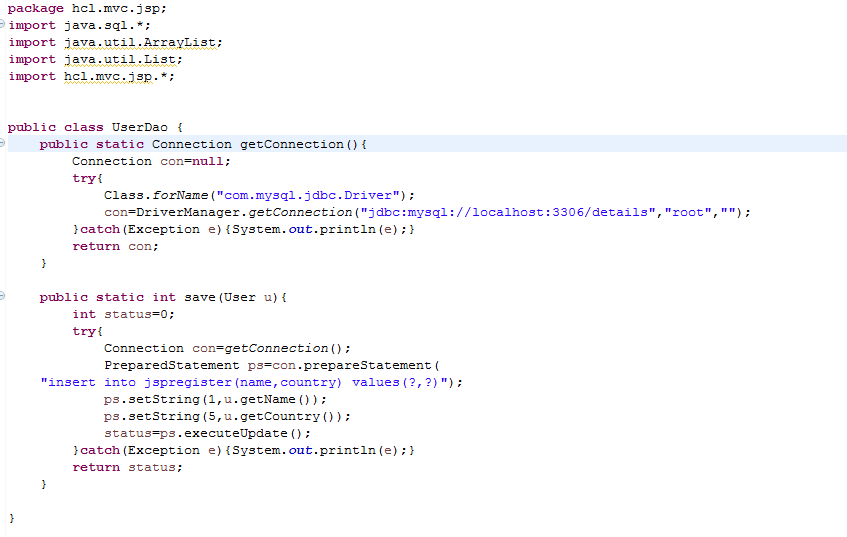 package hcl.mvc.jsp;
import java.sql.*;
import java.util.ArrayList;
import java.util.List;
import hcl.mvc.jsp.*;
public class UserDao {
public static Connection getConnection(){
Connection con=null;
try{
Class.forName("com.mysql.jdbc.Driver");
con=DriverManager.getConnection("jdbc:mysql://localhost:3306/details","root","");
}catch(Exception e){System.out.println(e);}
return con;
}
public static int save(User u){
int status=0;
try{
Connection con=getConnection();
PreparedStatement ps=con.prepareStatement(
"insert into jspregister(name,country) values(?,?)");
ps.setString(1,u.getName());
ps.setString(5,u.getCountry());
status=ps.executeUpdate();
}catch(Exception e){System.out.println(e);}
return status;
}
}